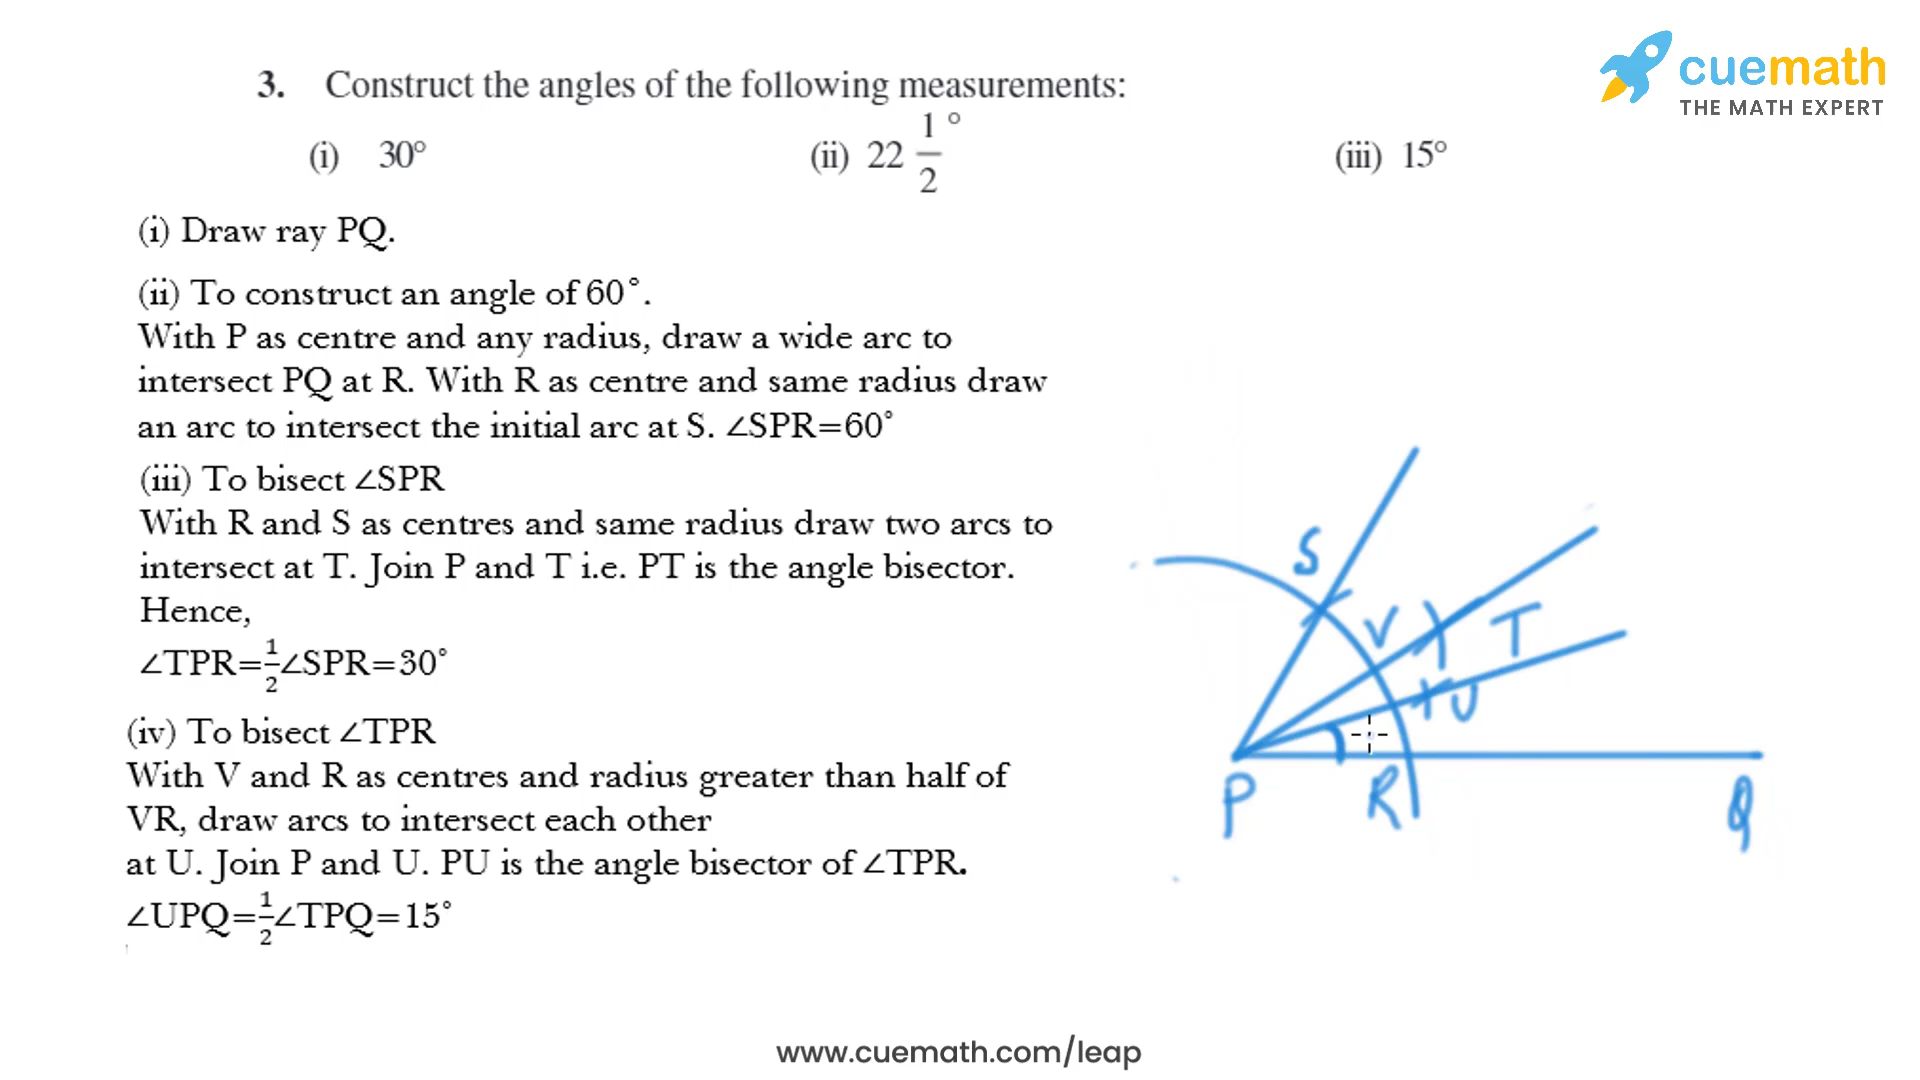 cuemath
THE MATH EXPERT
3. Construct the angles of the following measurements:
(i) 30° (ii) 22 1/2° (iii) 15°
(i) Draw ray PQ.
(ii) To construct an angle of 60°.
With P as centre and any radius, draw a wide arc to
intersect PQ at R. With R as centre and same radius draw
an arc to intersect the initial arc at S. ∠SPR=60°
(iii) To bisect ∠SPR
With R and S as centres and same radius draw two arcs to
intersect at T. Join P and T i.e. PT is the angle bisector.
Hence,
∠TPR=1/2∠SPR=30°
(iv) To bisect ∠TPR
With V and R as centres and radius greater than half of
VR, draw arcs to intersect each other
at U. Join P and U. PU is the angle bisector of ∠TPR.
∠UPQ=1/2∠TPQ=15°
S
V
T
U
P
R
Q
www.cuemath.com/leap